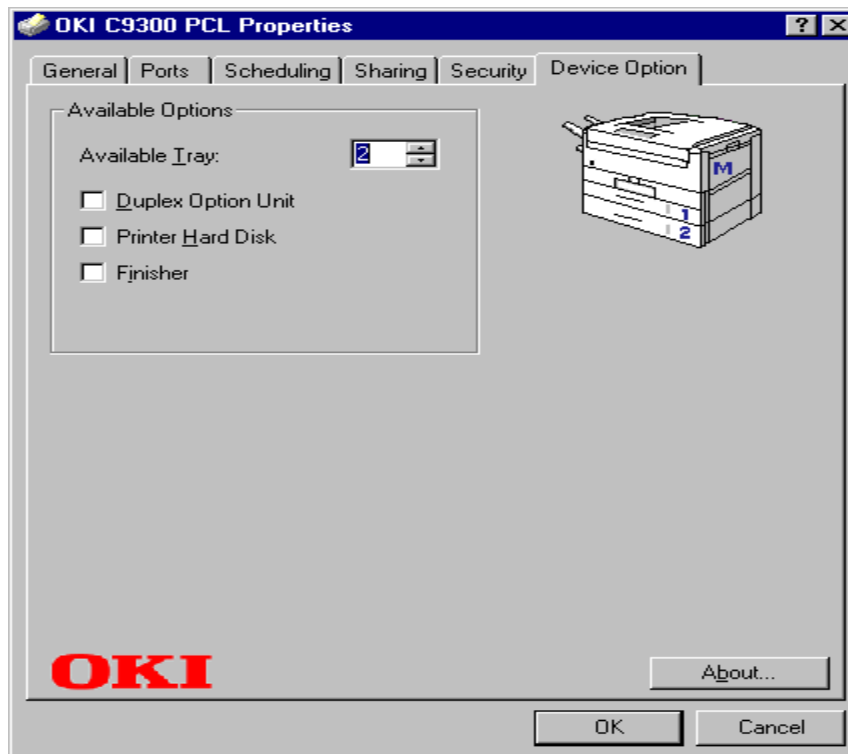 OKI C9300 PCL Properties
General Ports Scheduling Sharing Security Device Option
Available Options
Available Tray: 2
Duplex Option Unit
Printer Hard Disk
Finisher
M
1
2
OKI
About...
OK Cancel